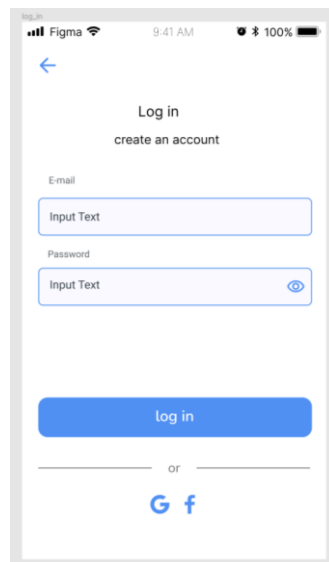 log_in
Figma 9:41 AM 100%
Log in
create an account
E-mail
Input Text
Password
Input Text
log in
or
G f